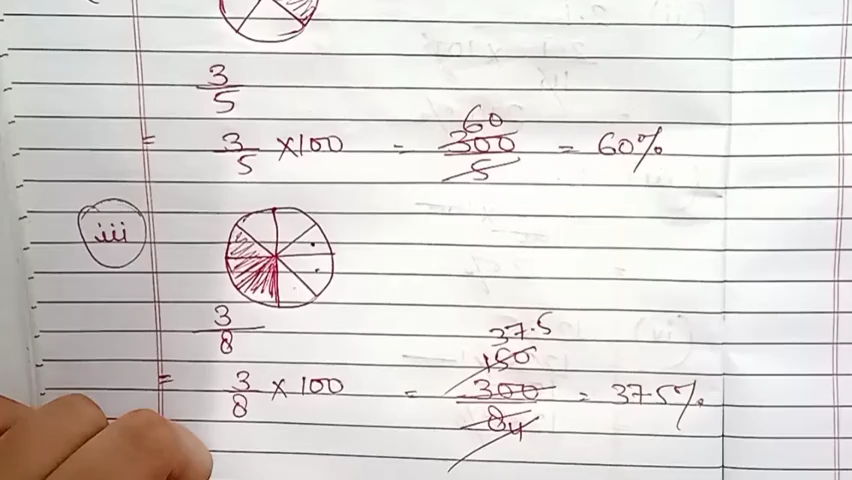 3/5
= 3/5 ×100 = 60 300/5 = 60%
iii
3/8
37.5
150
= 3/8 × 100 = 300/8 4 = 37.5%